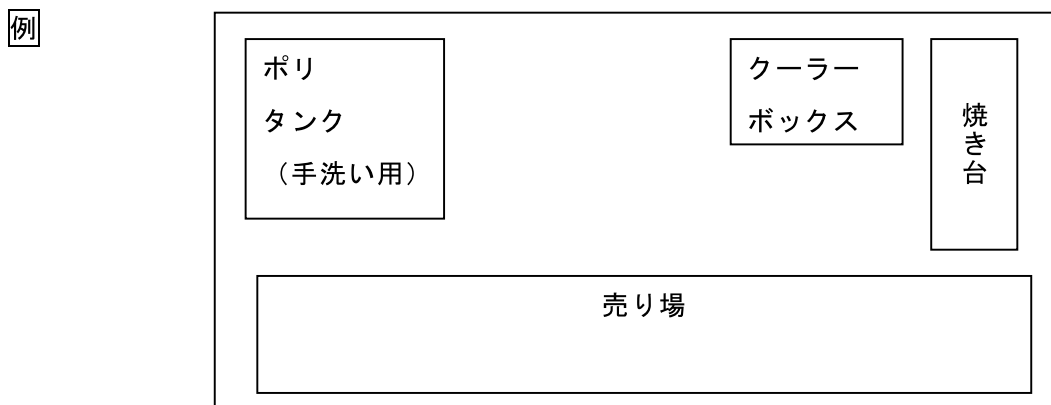 例
ポリ
タンク
（手洗い用）
クーラー
ボックス
焼き台
売り場